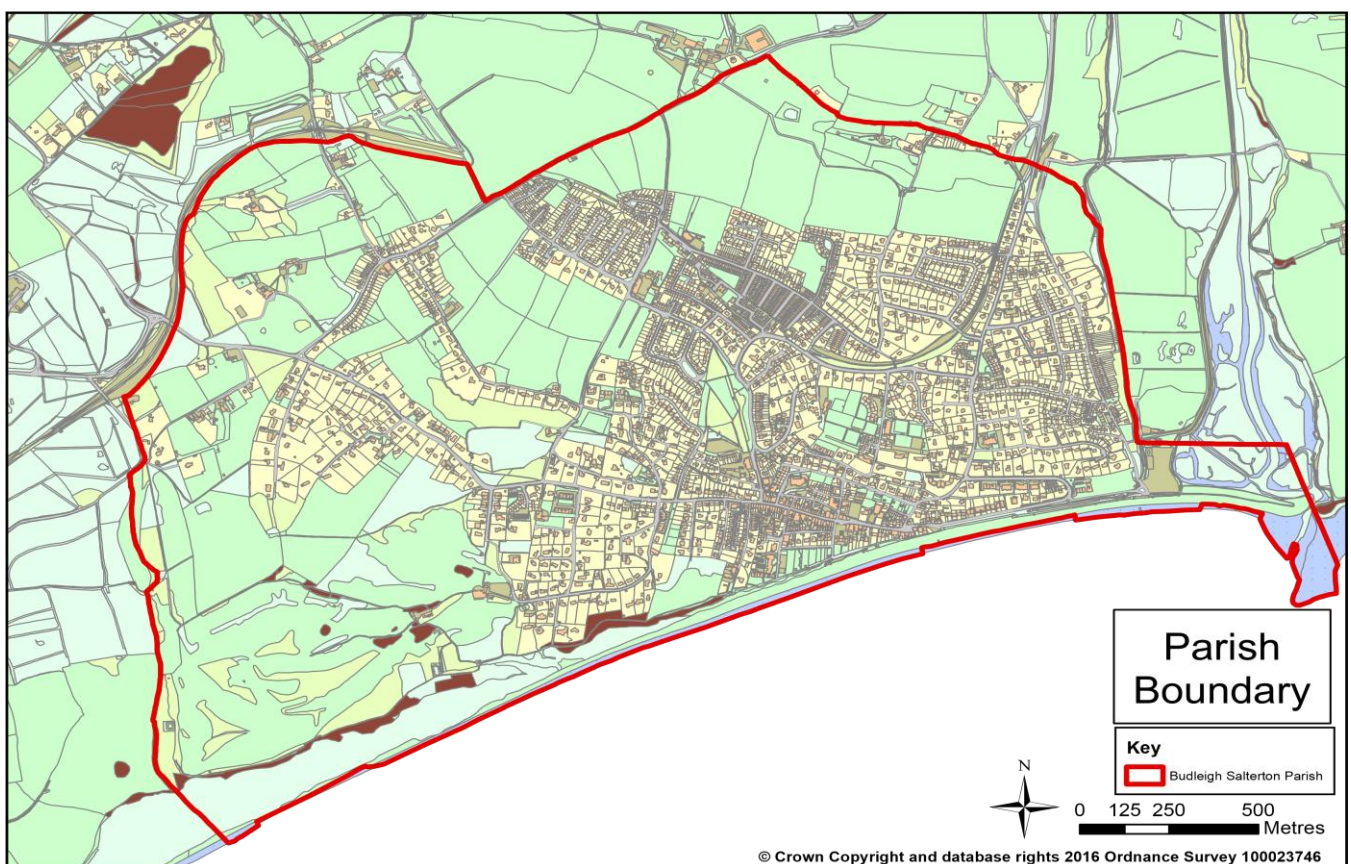 Parish
Boundary
Key
Budleigh Salterton Parish
N
0 125 250 500
Metres
© Crown Copyright and database rights 2016 Ordnance Survey 100023746